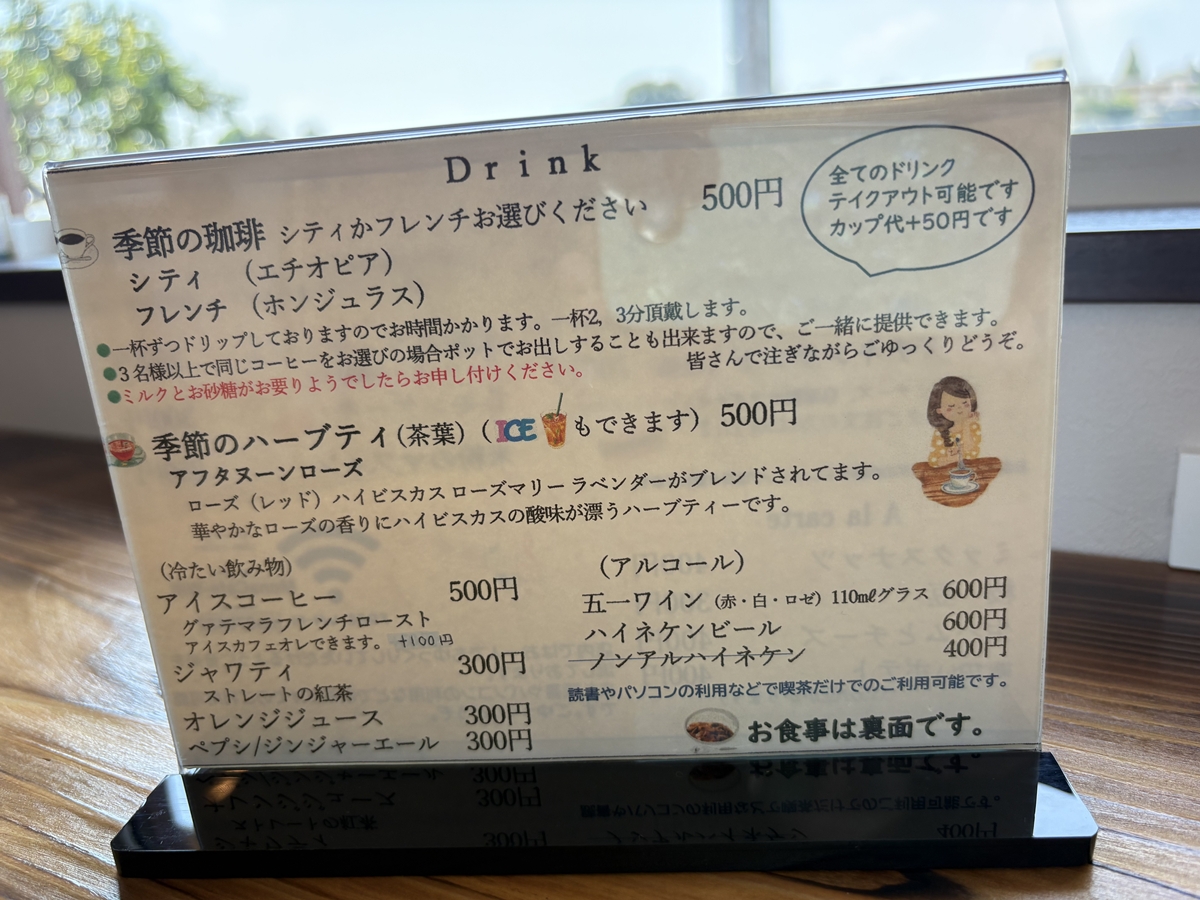 Drink
全てのドリンク
テイクアウト可能です
カップ代+50円です
季節の珈琲 シティかフレンチお選びください 500円
シティ (エチオピア)
フレンチ (ホンジュラス)
●一杯ずつドリップしておりますのでお時間かかります。一杯2, 3分頂戴します。
●3名様以上で同じコーヒーをお選びの場合ポットでお出しすることも出来ますので、ご一緒に提供できます。
皆さんで注ぎながらごゆっくりどうぞ。
●ミルクとお砂糖がお要りようでしたらお申し付けください。
季節のハーブティ(茶葉)(ICEもできます) 500円
アフタヌーンローズ
ローズ(レッド)ハイビスカス ローズマリー ラベンダーがブレンドされてます。
華やかなローズの香りにハイビスカスの酸味が漂うハーブティーです。
(冷たい飲み物)
アイスコーヒー 500円
グァテマラフレンチロースト
アイスカフェオレできます。 +100円
ジャワティ 300円
ストレートの紅茶
オレンジジュース 300円
ペプシ/ジンジャーエール 300円
(アルコール)
五一ワイン(赤・白・ロゼ)110mℓグラス 600円
ハイネケンビール 600円
ノンアルハイネケン 400円
読書やパソコンの利用などで喫茶だけでのご利用可能です。
お食事は裏面です。